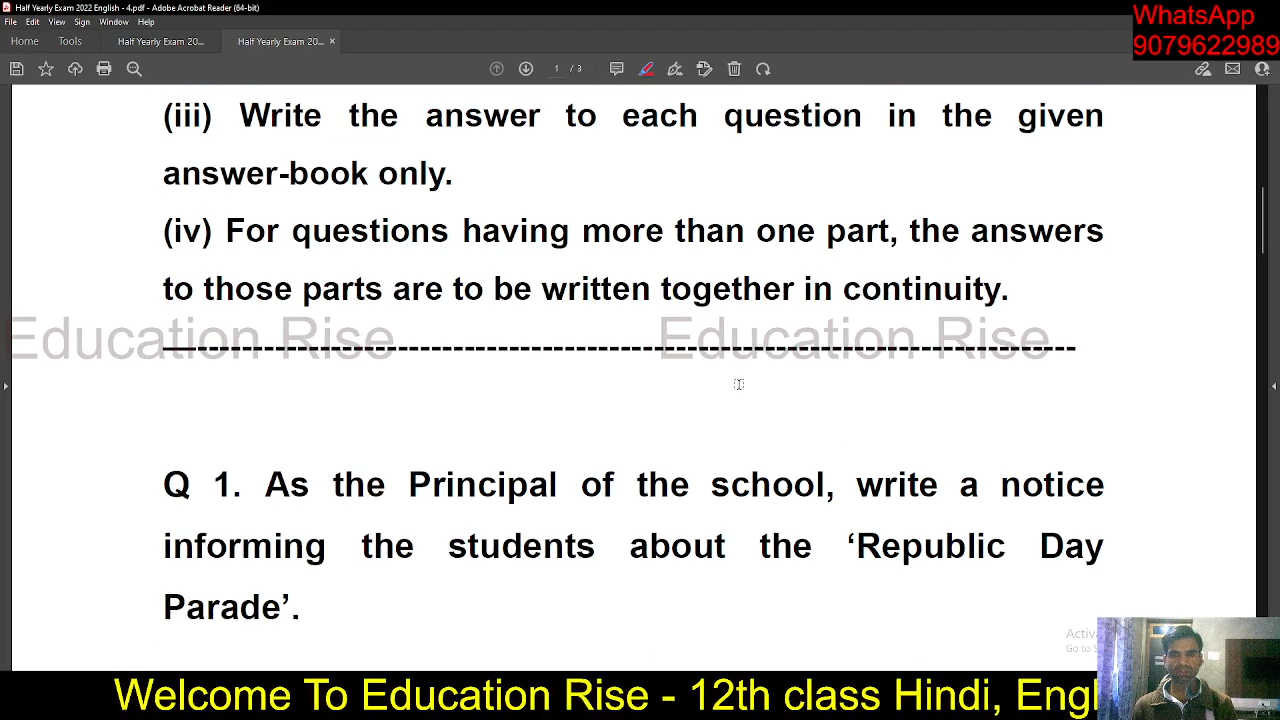 Half Yearly Exam 2022 English - 4.pdf - Adobe Acrobat Reader (64-bit)
File Edit View Sign Window Help
Home Tools Half Yearly Exam 20... Half Yearly Exam 20... ×
1 / 3
WhatsApp
9079622989
(iii) Write the answer to each question in the given
answer-book only.
(iv) For questions having more than one part, the answers
to those parts are to be written together in continuity.
Education Rise Education Rise
--------------------------------------------------------------
Q 1. As the Principal of the school, write a notice
informing the students about the ‘Republic Day
Parade’.
Activ
Go to S
Welcome To Education Rise - 12th class Hindi, Engl